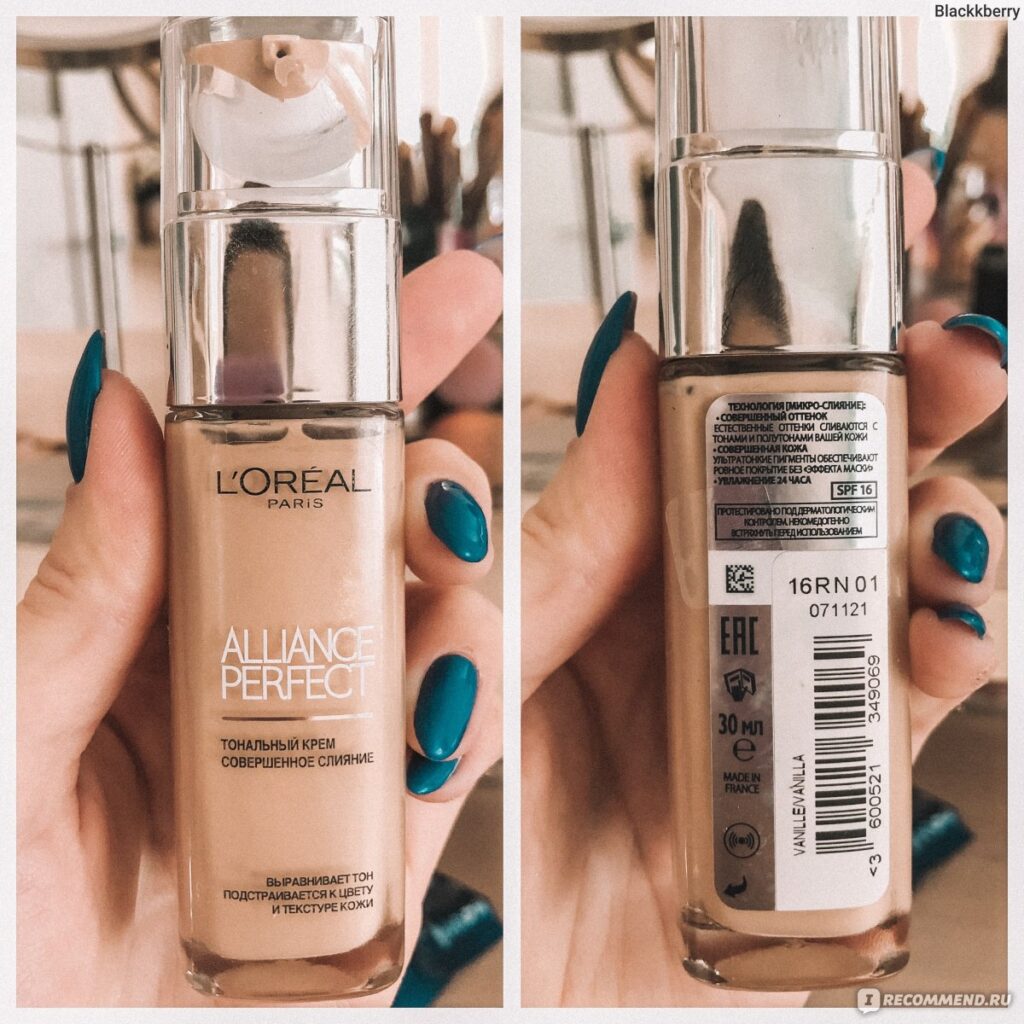 Blackkberry
L'ORÉAL
PARIS
ALLIANCE
PERFECT
ТОНАЛЬНЫЙ КРЕМ
СОВЕРШЕННОЕ СЛИЯНИЕ
ВЫРАВНИВАЕТ ТОН
ПОДСТРАИВАЕТСЯ К ЦВЕТУ
И ТЕКСТУРЕ КОЖИ
ТЕХНОЛОГИЯ [МИКРО-СЛИЯНИЕ]:
• СОВЕРШЕННЫЙ ОТТЕНОК
ЕСТЕСТВЕННЫЕ ОТТЕНКИ СЛИВАЮТСЯ С
ТОНАМИ И ПОЛУТОНАМИ ВАШЕЙ КОЖИ
• СОВЕРШЕННАЯ КОЖА
УЛЬТРАТОНКИЕ ПИГМЕНТЫ ОБЕСПЕЧИВАЮТ
РОВНОЕ ПОКРЫТИЕ БЕЗ «ЭФФЕКТА МАСКИ»
• УВЛАЖНЕНИЕ 24 ЧАСА
SPF 16
ПРОТЕСТИРОВАНО ПОД ДЕРМАТОЛОГИЧЕСКИМ
КОНТРОЛЕМ. НЕКОМЕДОГЕННО
ВСТРЯХНУТЬ ПЕРЕД ИСПОЛЬЗОВАНИЕМ
16RN 01
071121
EAC
30 МЛ
e
MADE IN
FRANCE
VANILLE/VANILLA
<3 600521 349069
I RECOMMEND.RU